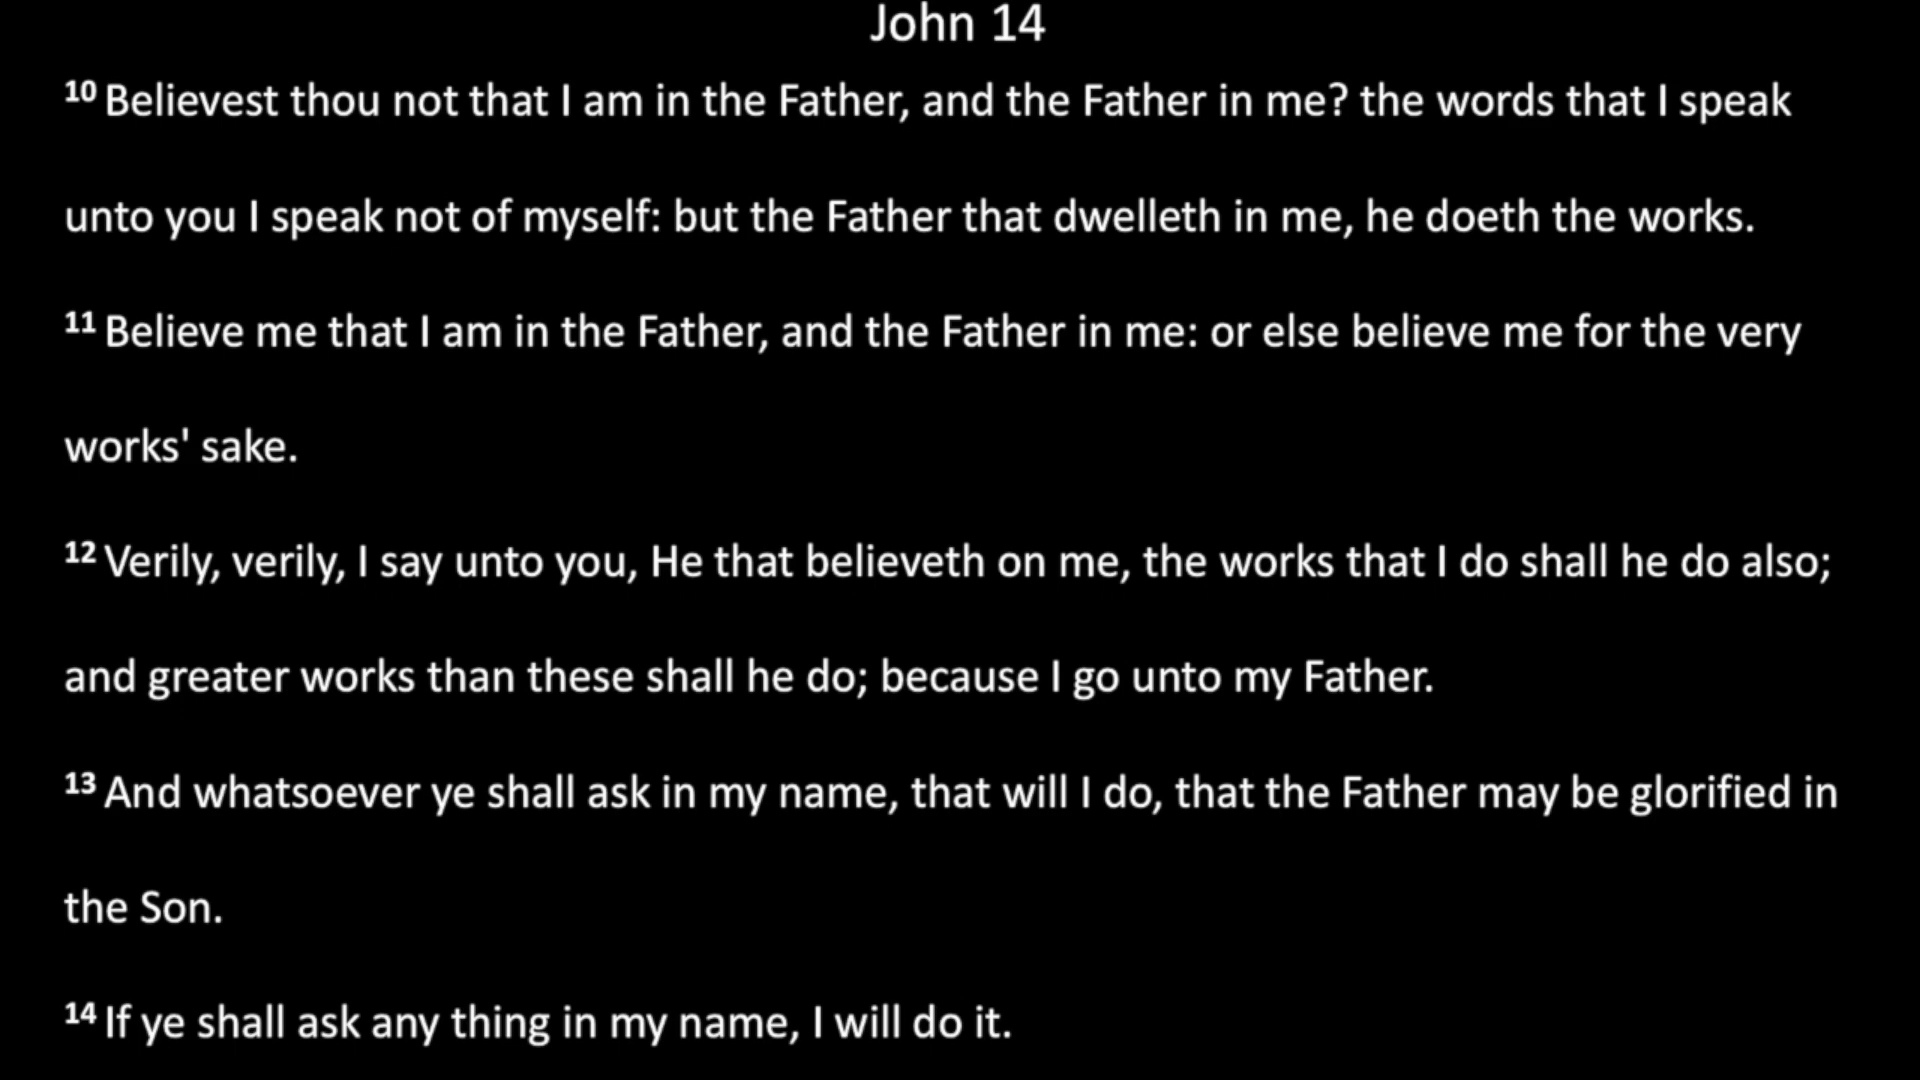 John 14
10 Believest thou not that I am in the Father, and the Father in me? the words that I speak
unto you I speak not of myself: but the Father that dwelleth in me, he doeth the works.
11 Believe me that I am in the Father, and the Father in me: or else believe me for the very
works' sake.
12 Verily, verily, I say unto you, He that believeth on me, the works that I do shall he do also;
and greater works than these shall he do; because I go unto my Father.
13 And whatsoever ye shall ask in my name, that will I do, that the Father may be glorified in
the Son.
14 If ye shall ask any thing in my name, I will do it.